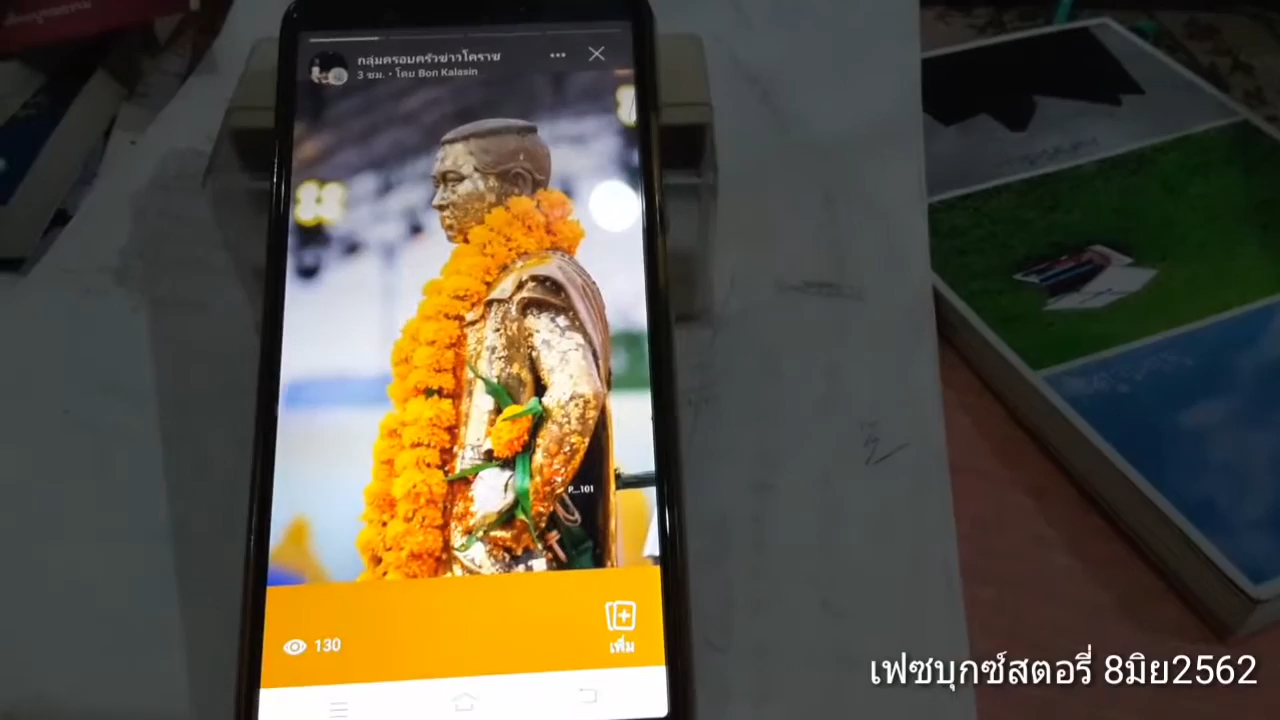 กลุ่มครอบครัวข่าวโคราช
3 ชม. • โดย Bon Kalasin
P...101
130
เพิ่ม
เฟซบุกซ์สตอรี่ 8มิย2562